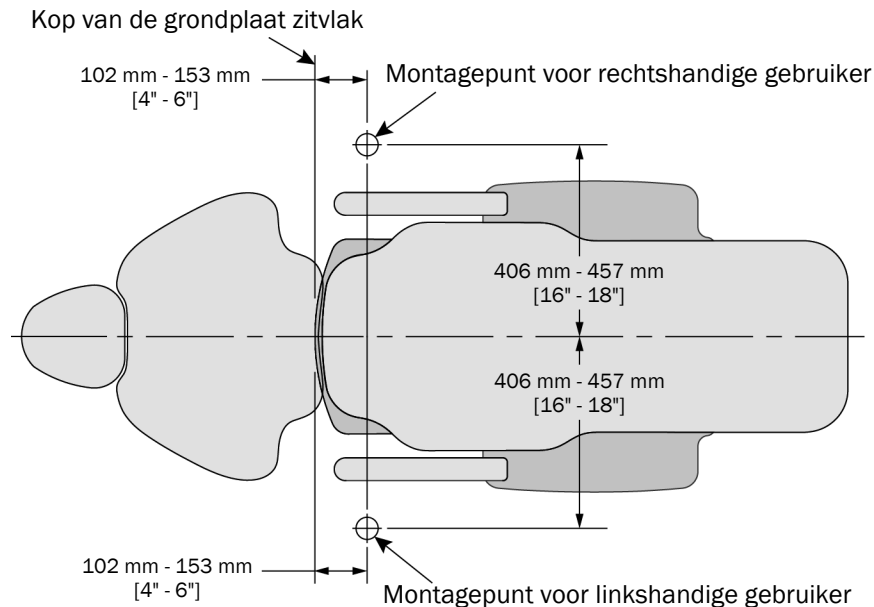 Kop van de grondplaat zitvlak
102 mm - 153 mm
[4" - 6"]
Montagepunt voor rechtshandige gebruiker
406 mm - 457 mm
[16" - 18"]
406 mm - 457 mm
[16" - 18"]
102 mm - 153 mm
[4" - 6"]
Montagepunt voor linkshandige gebruiker